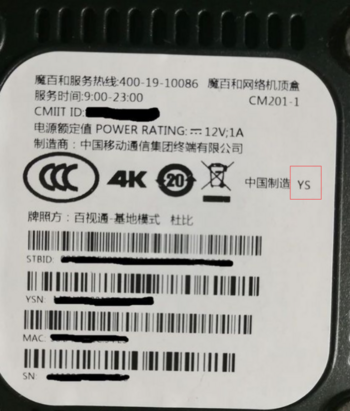 魔百和服务热线:400-19-10086 魔百和网络机顶盒
服务时间:9:00-23:00 CM201-1
CMIIT ID:
电源额定值 POWER RATING: ⎓ 12V;1A
制造商：中国移动通信集团终端有限公司
CCC 4K 20 中国制造 YS
牌照方：百视通-基地模式 杜比
STBID:
YSN:
MAC:
SN: